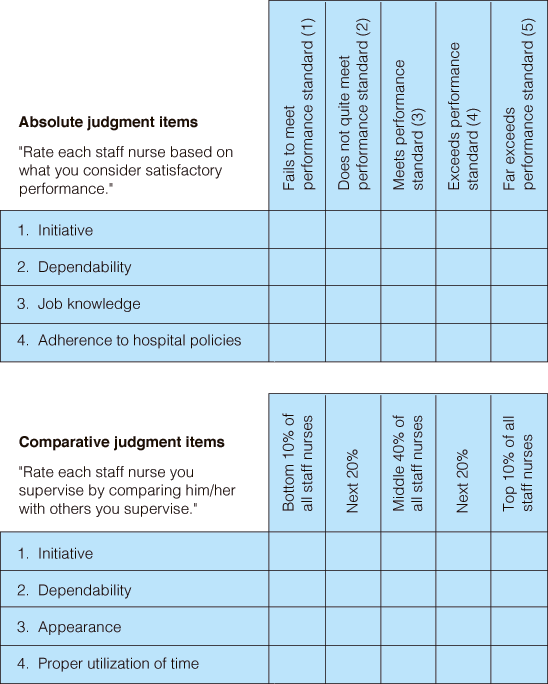 Absolute judgment items
"Rate each staff nurse based on
what you consider satisfactory
performance."
Fails to meet
performance standard (1)
Does not quite meet
performance standard (2)
Meets performance
standard (3)
Exceeds performance
standard (4)
Far exceeds
performance standard (5)
1. Initiative
2. Dependability
3. Job knowledge
4. Adherence to hospital policies
Comparative judgment items
"Rate each staff nurse you
supervise by comparing him/her
with others you supervise."
Bottom 10% of
all staff nurses
Next 20%
Middle 40% of
all staff nurses
Next 20%
Top 10% of all
staff nurses
1. Initiative
2. Dependability
3. Appearance
4. Proper utilization of time